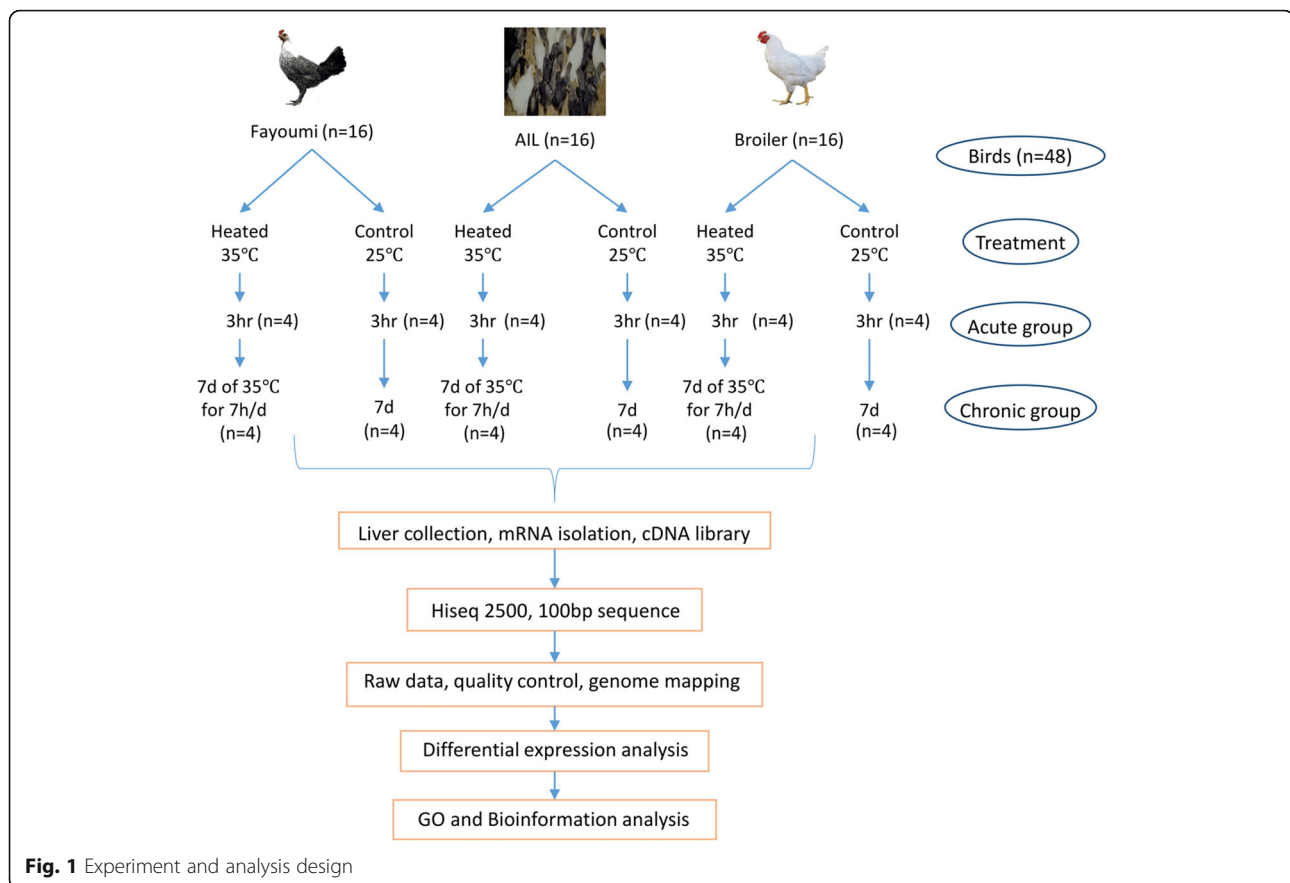 Fayoumi (n=16)
AIL (n=16)
Broiler (n=16)
Birds (n=48)
Heated
35℃
Control
25℃
Heated
35℃
Control
25℃
Heated
35℃
Control
25℃
Treatment
3hr (n=4)
3hr (n=4)
3hr (n=4)
3hr (n=4)
3hr (n=4)
3hr (n=4)
Acute group
7d of 35℃
for 7h/d
(n=4)
7d
(n=4)
7d of 35℃
for 7h/d
(n=4)
7d
(n=4)
7d of 35℃
for 7h/d
(n=4)
7d
(n=4)
Chronic group
Liver collection, mRNA isolation, cDNA library
Hiseq 2500, 100bp sequence
Raw data, quality control, genome mapping
Differential expression analysis
GO and Bioinformation analysis
Fig. 1 Experiment and analysis design